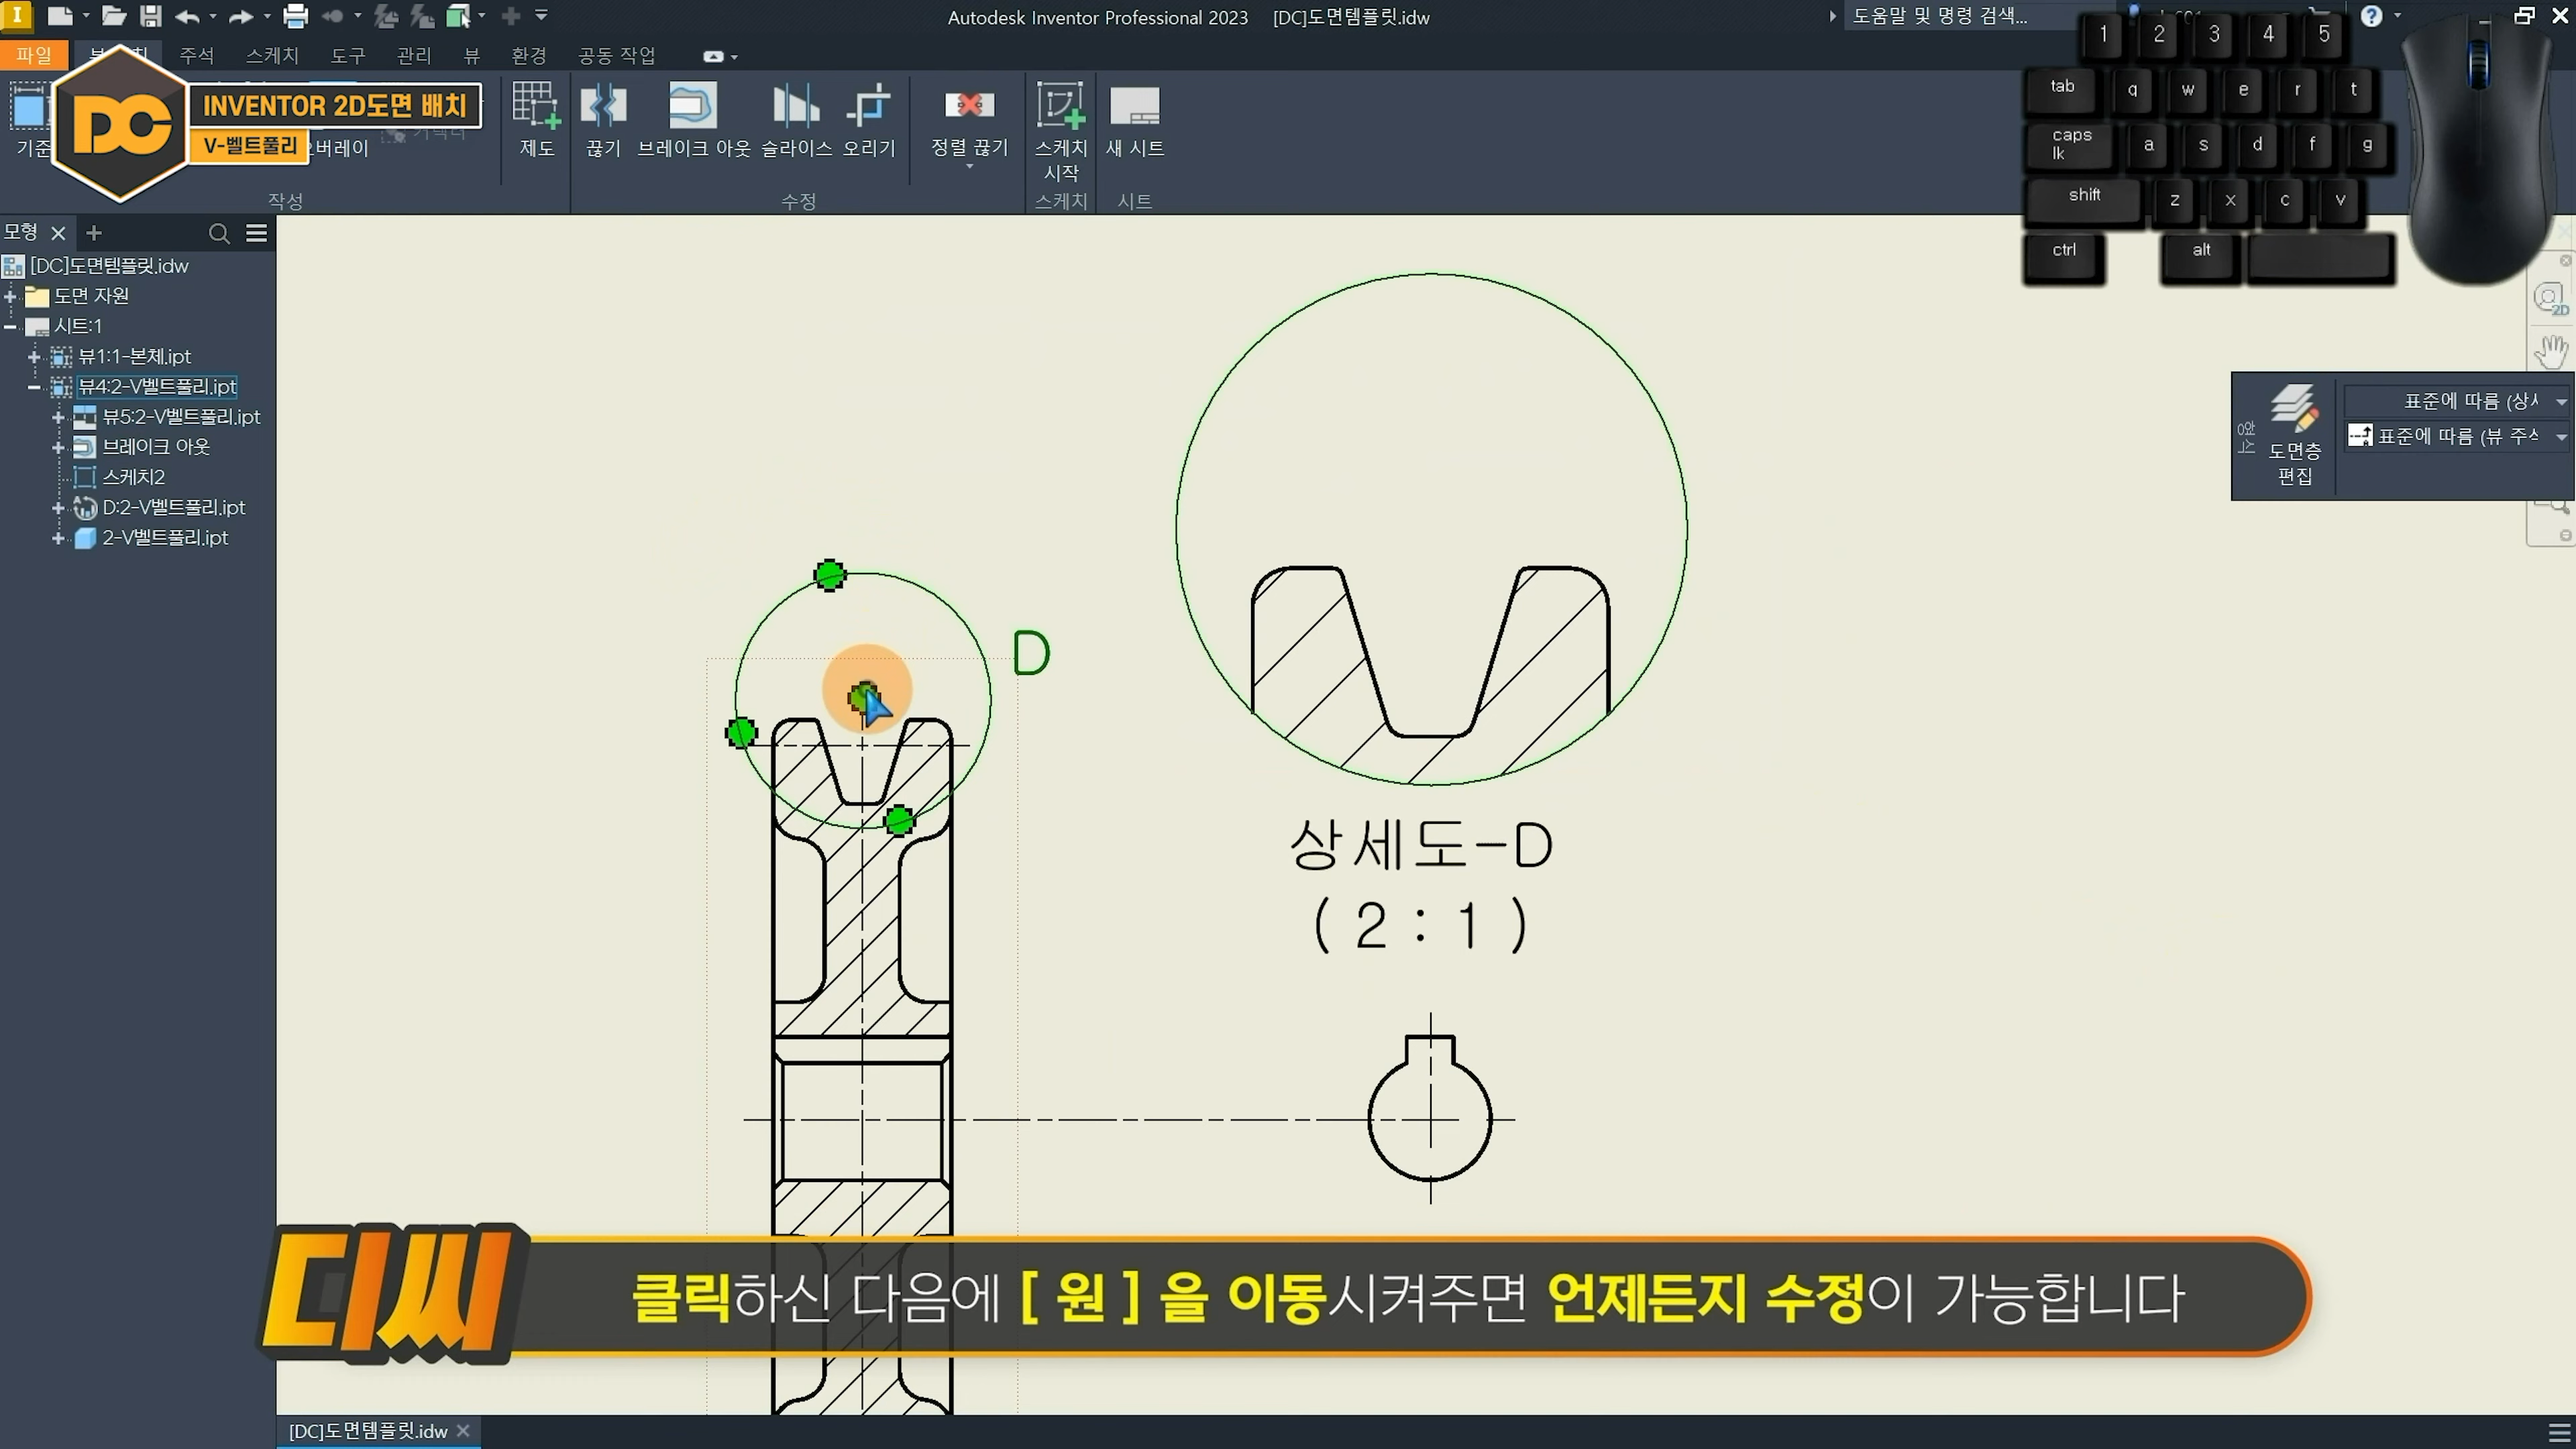 Autodesk Inventor Professional 2023 [DC]도면템플릿.idw
도움말 및 명령 검색...
파일 주석 스케치 도구 관리 뷰 환경 공동 작업
DC
INVENTOR 2D도면 배치
V-벨트풀리
기준
제도 끊기 브레이크 아웃 슬라이스 오리기 정렬 끊기 스케치 시작 새 시트
작성 수정 스케치 시트
모형
[DC]도면템플릿.idw
도면 자원
시트:1
뷰1:1-본체.ipt
뷰4:2-V벨트풀리.ipt
뷰5:2-V벨트풀리.ipt
브레이크 아웃
스케치2
D:2-V벨트풀리.ipt
2-V벨트풀리.ipt
1 2 3 4 5
tab q w e r t
caps lk a s d f g
shift z x c v
ctrl alt
2D
표준에 따름 (상
표준에 따름 (뷰 주
도면층
편집
D
상세도-D
( 2 : 1 )
디씨
클릭하신 다음에 [ 원 ] 을 이동시켜주면 언제든지 수정이 가능합니다
[DC]도면템플릿.idw